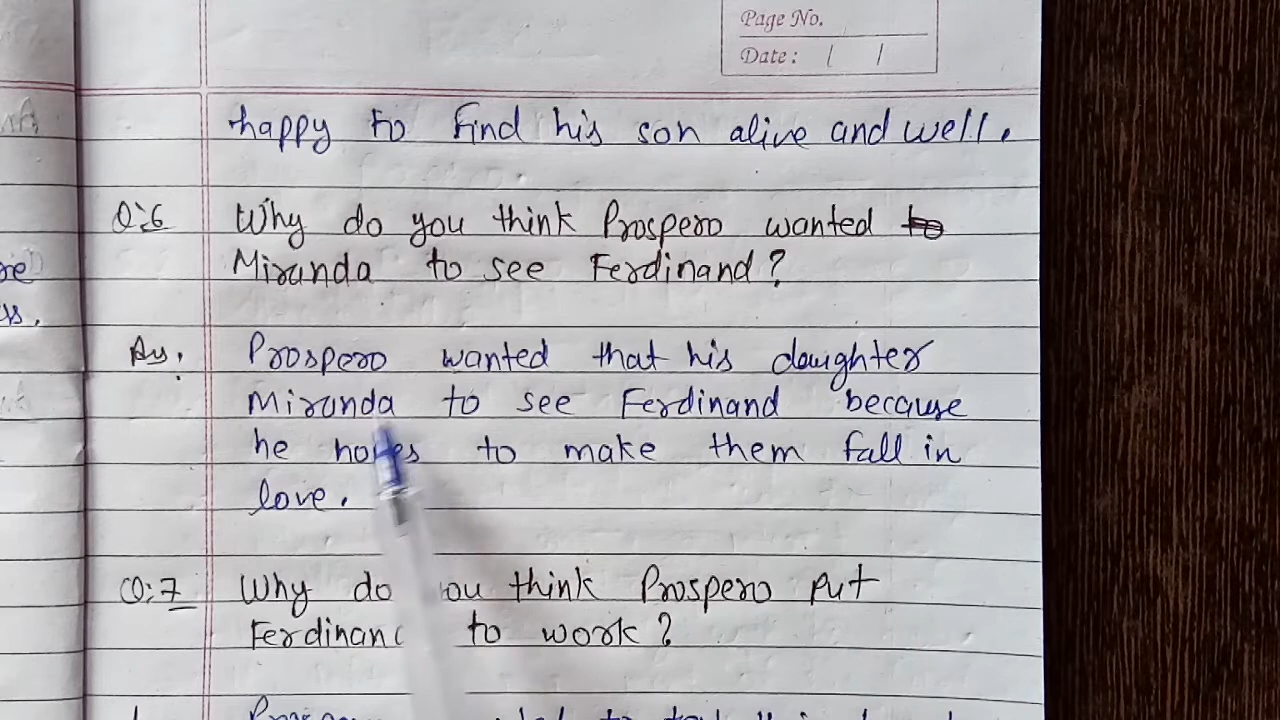 Page No.
Date: / /
happy to find his son alive and well.
Q:6 Why do you think Prospero wanted
Miranda to see Ferdinand?
Ans. Prospero wanted that his daughter
Miranda to see Ferdinand because
he hopes to make them fall in
love.
Q:7 Why do you think Prospero put
Ferdinand to work?